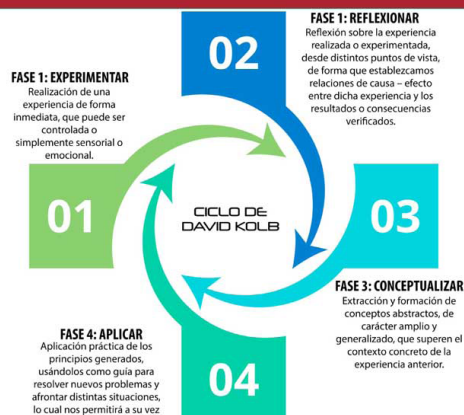 FASE 1: EXPERIMENTAR
Realización de una
experiencia de forma
inmediata, que puede ser
controlada o
simplemente sensorial o
emocional.
01
02
FASE 1: REFLEXIONAR
Reflexión sobre la experiencia
realizada o experimentada,
desde distintos puntos de vista,
de forma que establezcamos
relaciones de causa – efecto
entre dicha experiencia y los
resultados o consecuencias
verificados.
CICLO DE
DAVID KOLB
03
FASE 3: CONCEPTUALIZAR
Extracción y formación de
conceptos abstractos, de
carácter amplio y
generalizado, que superen el
contexto concreto de la
experiencia anterior.
FASE 4: APLICAR
Aplicación práctica de los
principios generados,
usándolos como guía para
resolver nuevos problemas y
afrontar distintas situaciones,
lo cual nos permitirá a su vez
04